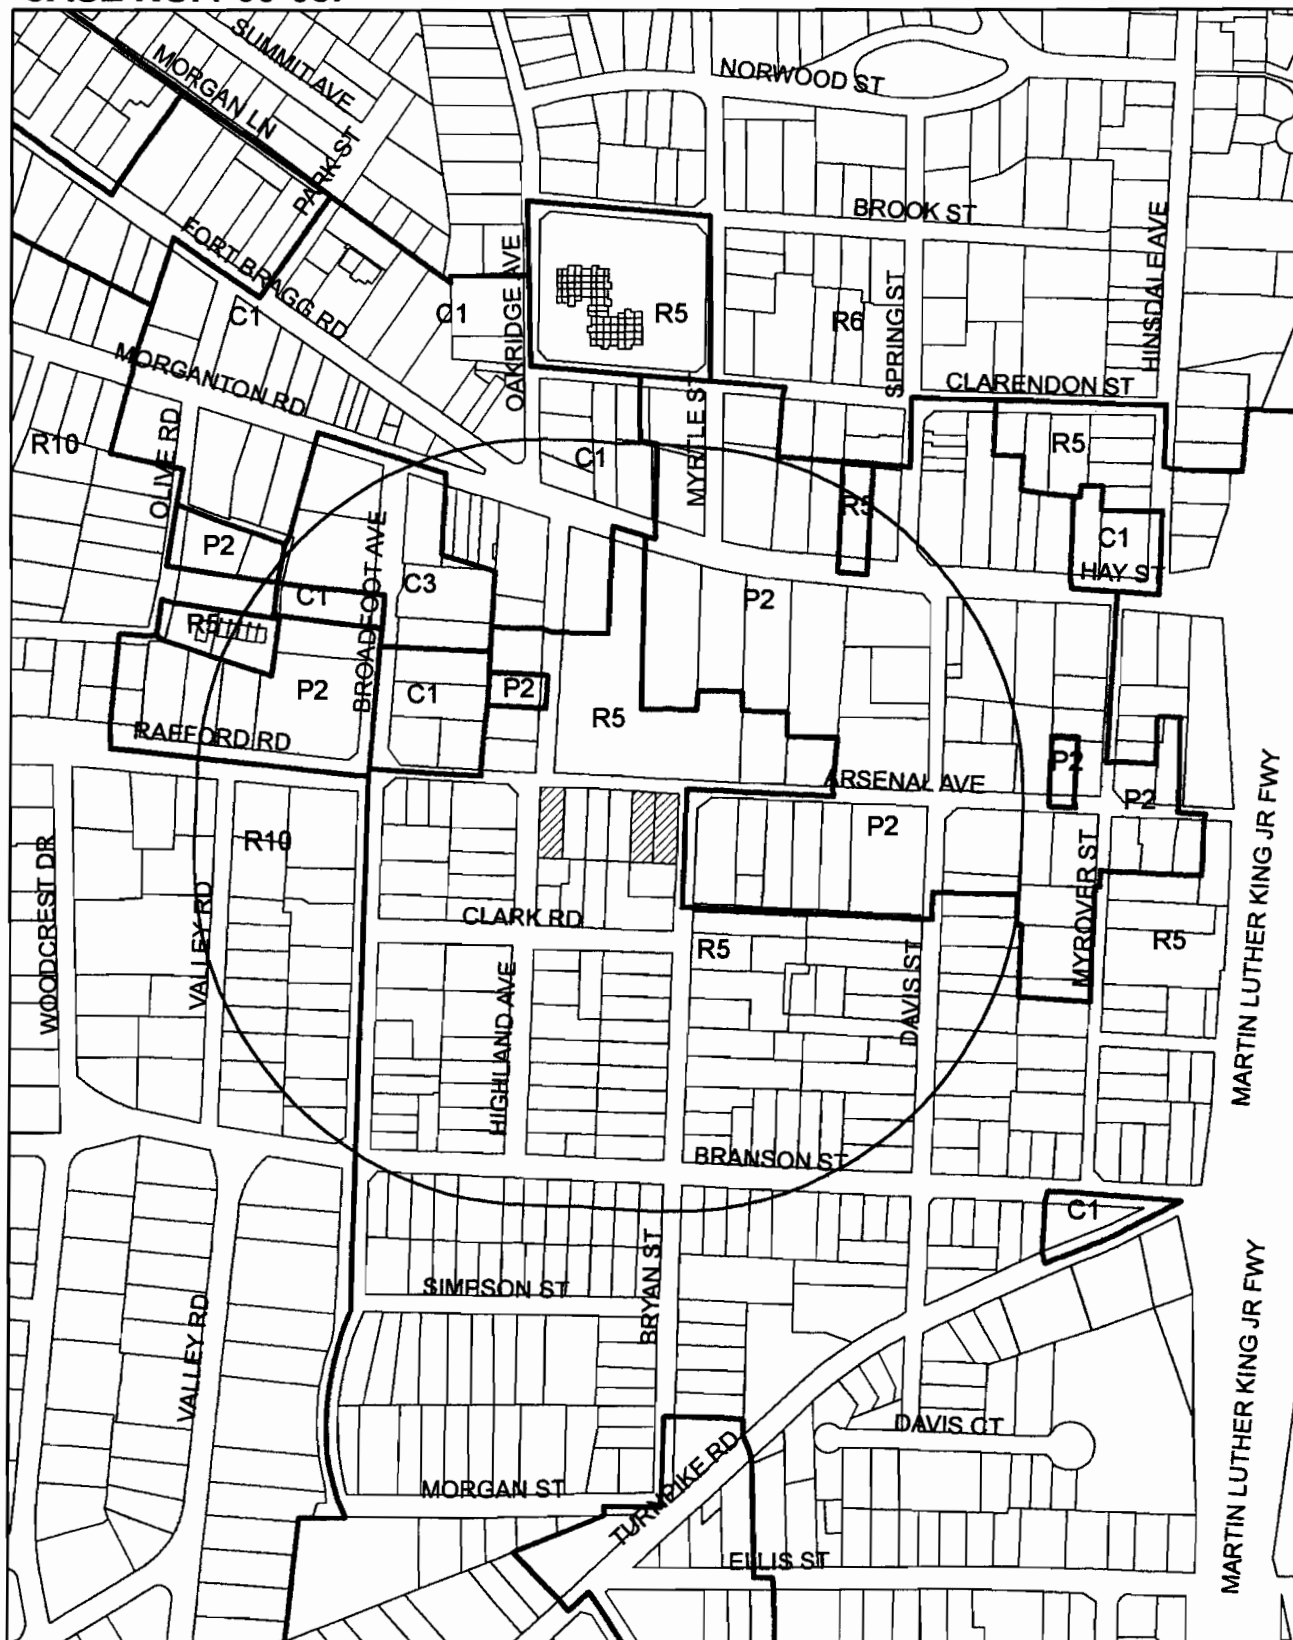 SUMMIT AVE
MORGAN LN
NORWOOD ST
PARK ST
BROOK ST
FORT BRAGG RD
OAKRIDGE AVE
HINSDALE AVE
C1
C1
R5
R6
SPRING ST
MORGANTON RD
CLARENDON ST
MYRTLE ST
R10
OLIVE RD
C1
R5
R5
P2
BROADFOOT AVE
C1
HAY ST
C3
C1
P2
R5
P2
C1
P2
R5
RAEFORD RD
P2
P2
ARSENAL AVE
R10
P2
WOODCREST DR
VALLEY RD
CLARK RD
R5
MYROVER ST
R5
DAVIS ST
HIGHLAND AVE
MARTIN LUTHER KING JR FWY
BRANSON ST
C1
SIMPSON ST
BRYAN ST
VALLEY RD
DAVIS CT
MORGAN ST
TURNPIKE RD
ELLIS ST
MARTIN LUTHER KING JR FWY